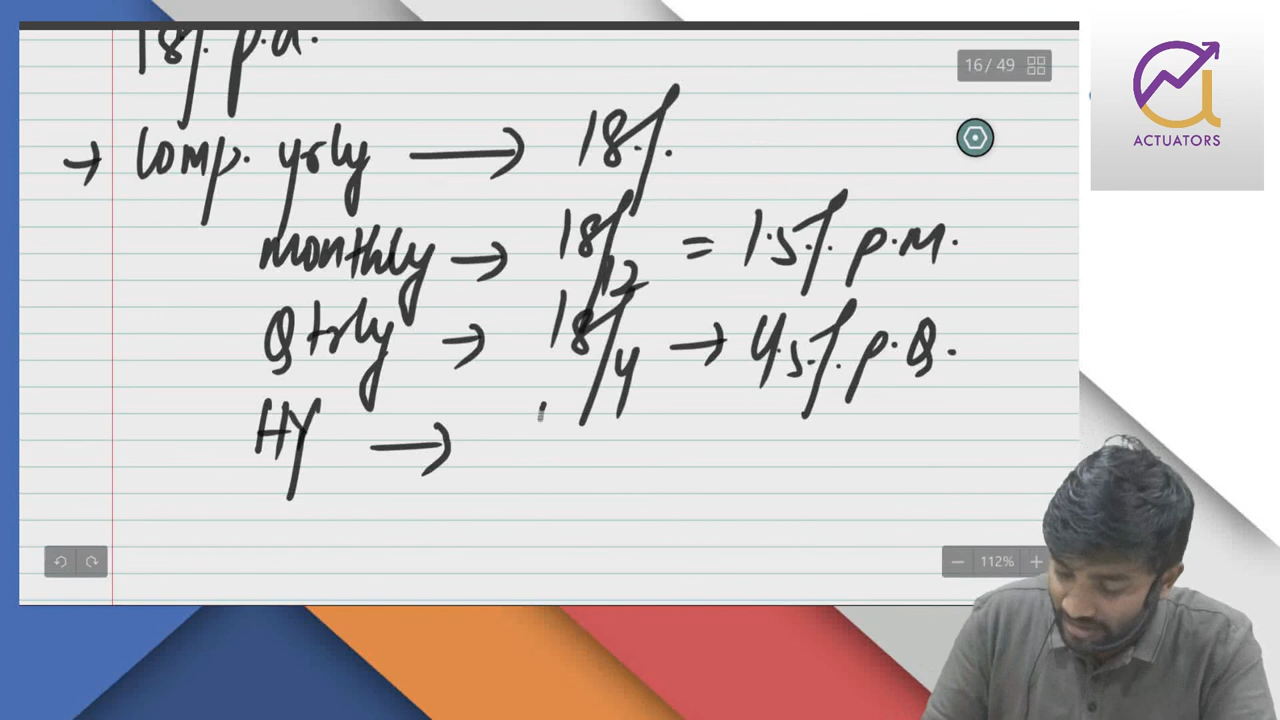 18% p.a.
16 / 49
→ Comp. yrly → 18%
monthly → 18/12 = 1.5% p.m.
Qtrly → 18/4 → 4.5% p.Q.
HY →
112%
ACTUATORS